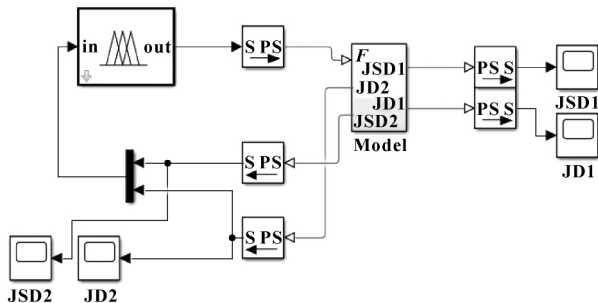 in out
S PS
F
JSD1
JD2
JD1
JSD2
Model
PS S
JSD1
PS S
JD1
S PS
S PS
JSD2
JD2